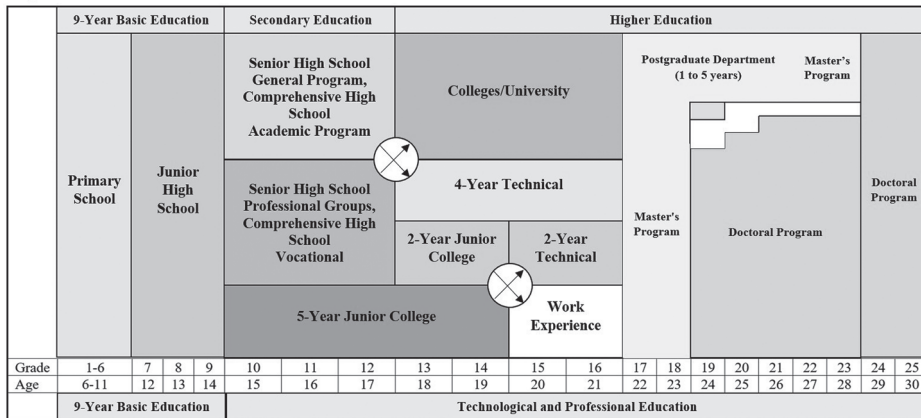 9-Year Basic Education
Secondary Education
Higher Education
Primary
School
Junior
High
School
Senior High School
General Program,
Comprehensive High
School
Academic Program
Senior High School
Professional Groups,
Comprehensive High
School
Vocational
5-Year Junior College
Colleges/University
4-Year Technical
2-Year Junior
College
2-Year
Technical
Work
Experience
Postgraduate Department
(1 to 5 years)
Master's
Program
Master's
Program
Doctoral Program
Doctoral
Program
Grade 1-6 7 8 9 10 11 12 13 14 15 16 17 18 19 20 21 22 23 24 25
Age 6-11 12 13 14 15 16 17 18 19 20 21 22 23 24 25 26 27 28 29 30
9-Year Basic Education
Technological and Professional Education